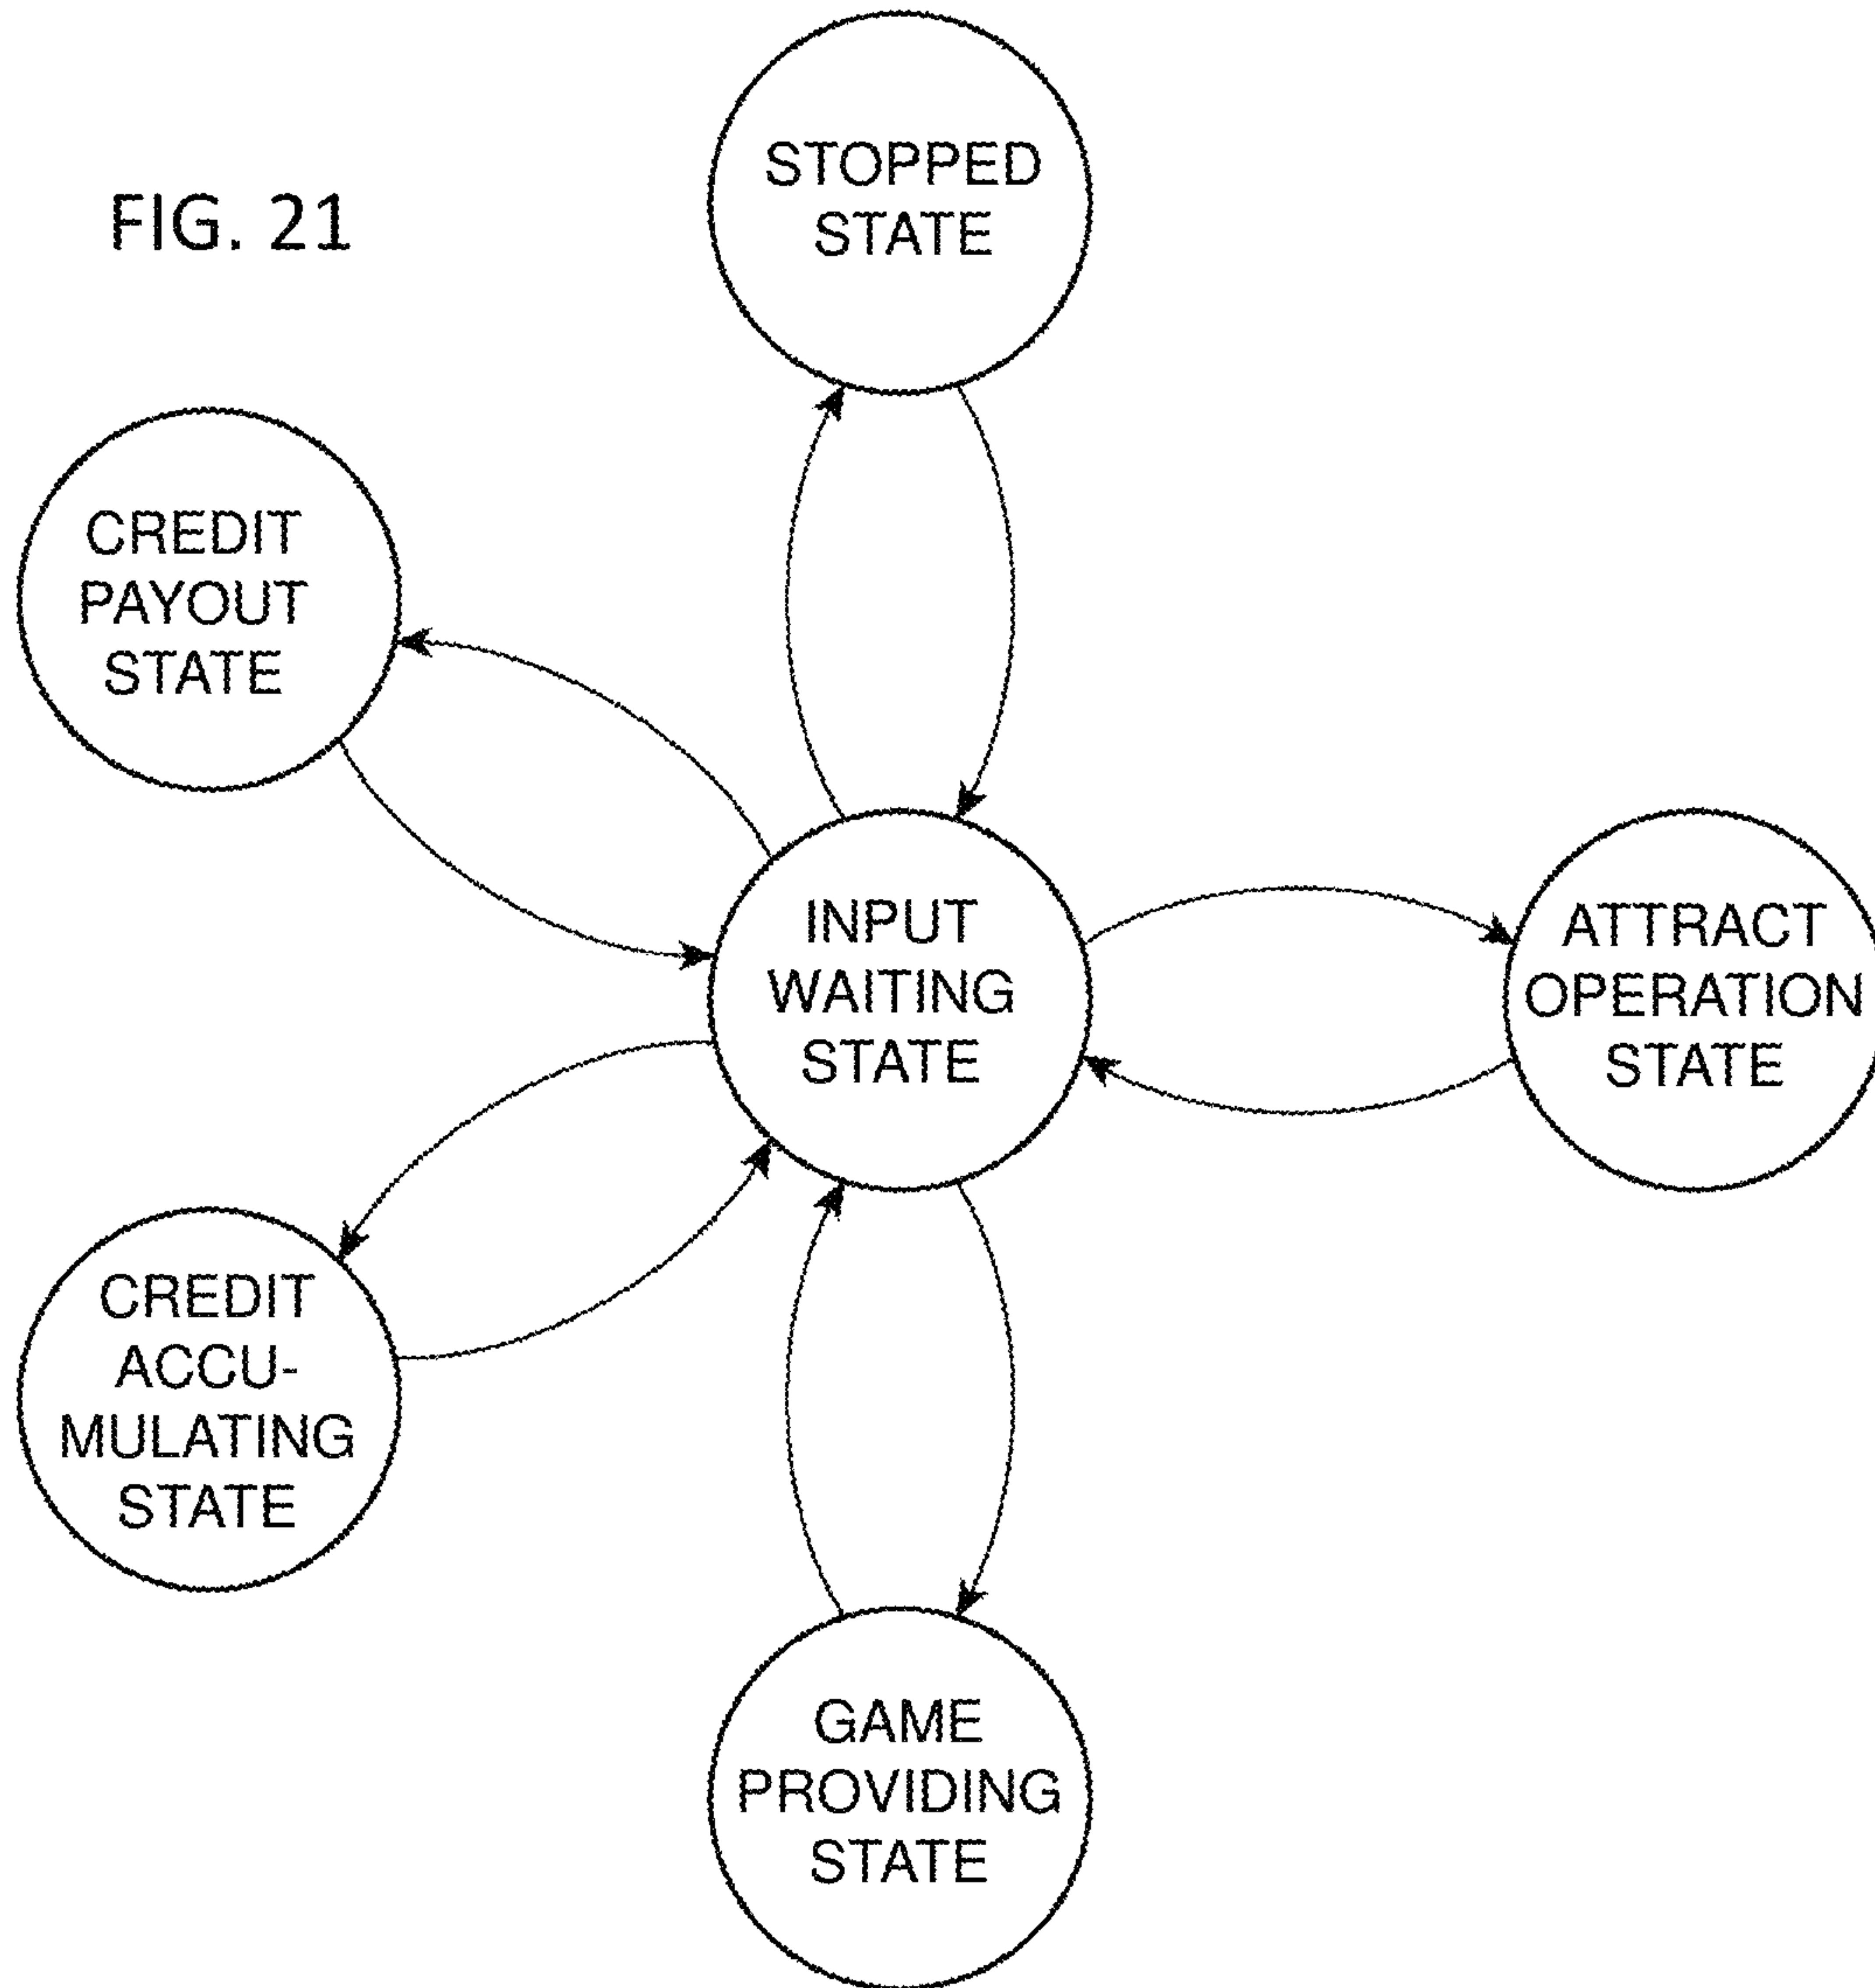 FIG. 21
STOPPED
STATE
CREDIT
PAYOUT
STATE
INPUT
WAITING
STATE
ATTRACT
OPERATION
STATE
CREDIT
ACCU-
MULATING
STATE
GAME
PROVIDING
STATE